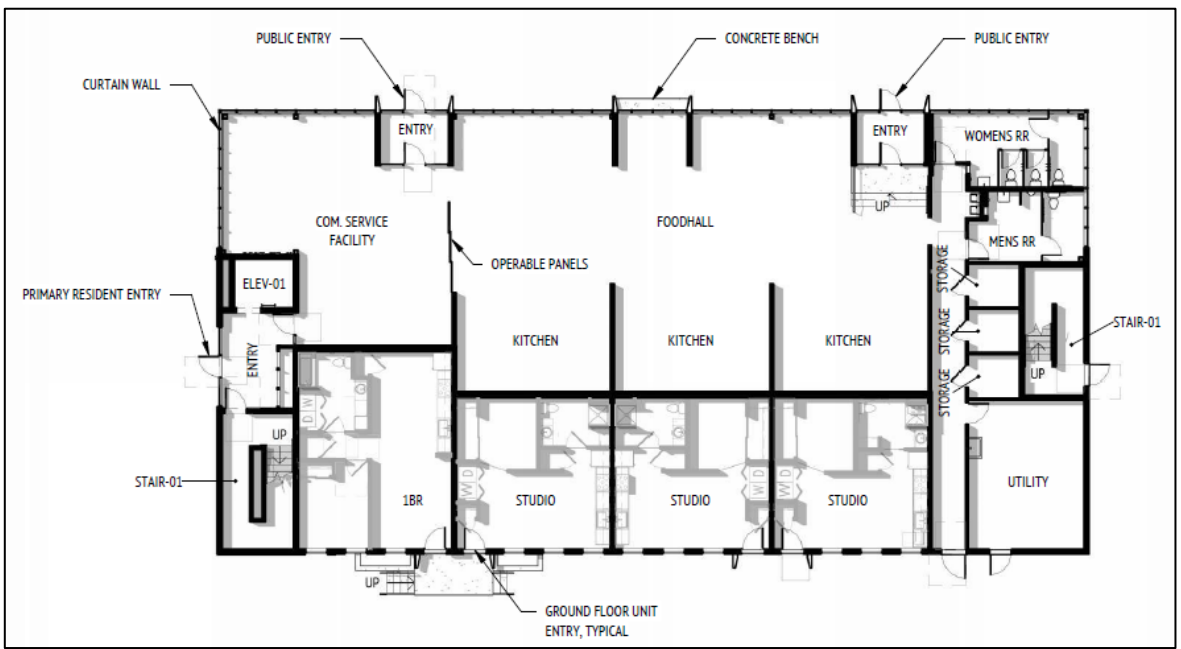 PUBLIC ENTRY
CONCRETE BENCH
PUBLIC ENTRY
CURTAIN WALL
ENTRY
ENTRY
WOMENS RR
UP
COM. SERVICE
FACILITY
FOODHALL
MENS RR
OPERABLE PANELS
ELEV-01
STORAGE
PRIMARY RESIDENT ENTRY
STAIR-01
KITCHEN
KITCHEN
KITCHEN
STORAGE
ENTRY
UP
STORAGE
W D
UP
STAIR-01
1BR
W D
STUDIO
STUDIO
W D
STUDIO
W D
UTILITY
UP
GROUND FLOOR UNIT
ENTRY, TYPICAL